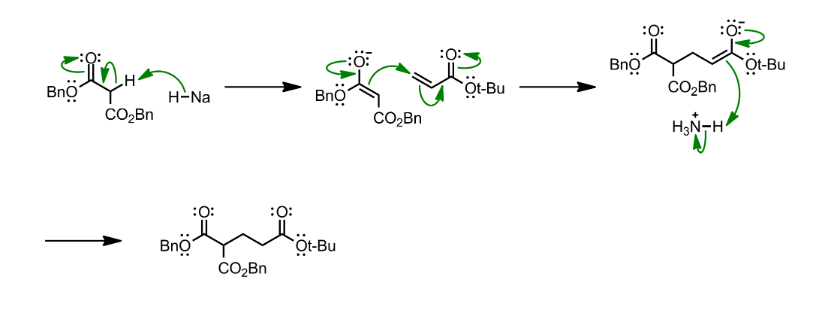 :O: H
BnO H–Na
CO₂Bn
:O:⁻ :O:
BnO Ot-Bu
CO₂Bn
:O: :O:⁻
BnO Ot-Bu
CO₂Bn
H₃N⁺–H
:O: :O:
BnO Ot-Bu
CO₂Bn